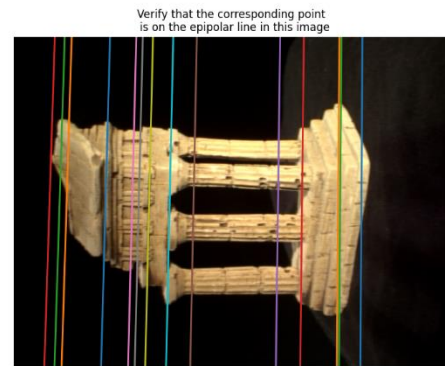 Verify that the corresponding point
is on the epipolar line in this image